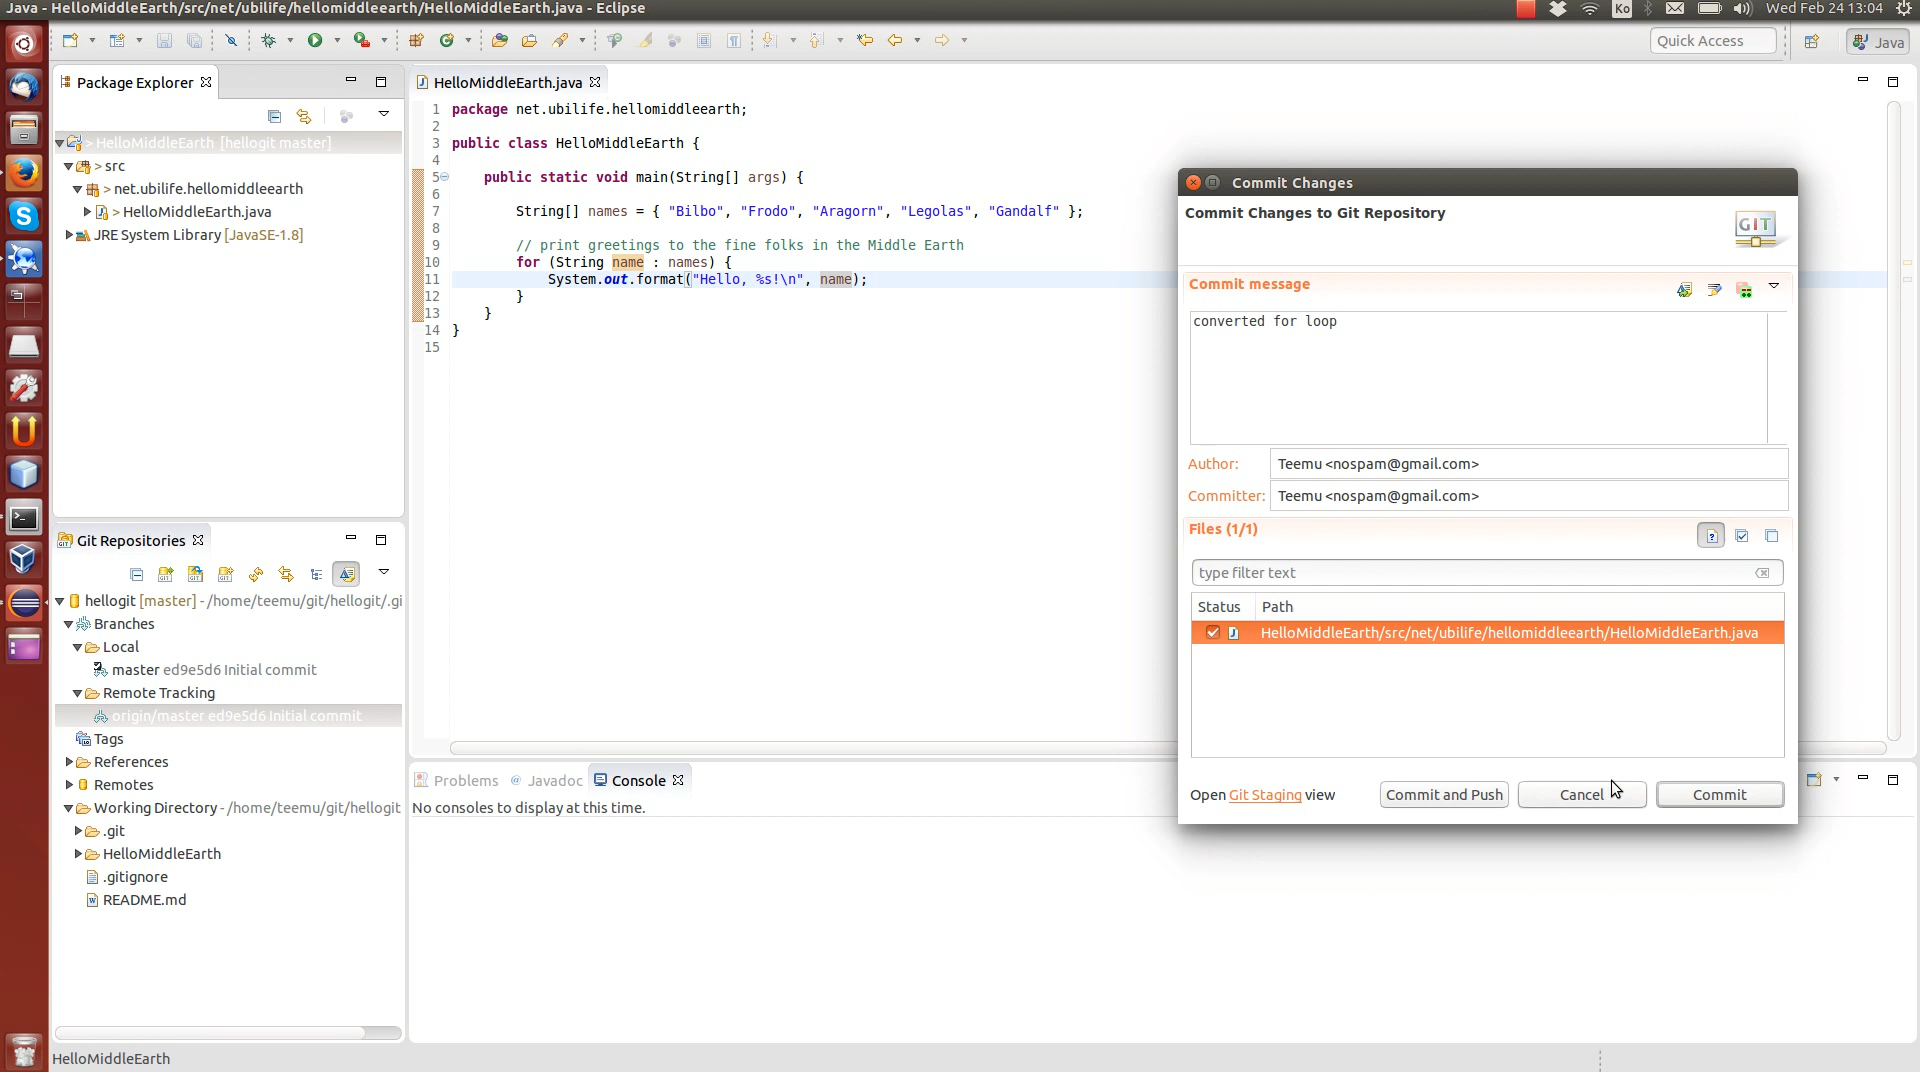 Java - HelloMiddleEarth/src/net/ubilife/hellomiddleearth/HelloMiddleEarth.java - Eclipse
Ko
Wed Feb 24 13:04
Quick Access
Java
Package Explorer
> HelloMiddleEarth [hellogit master]
> src
> net.ubilife.hellomiddleearth
> HelloMiddleEarth.java
JRE System Library [JavaSE-1.8]
HelloMiddleEarth.java
1 package net.ubilife.hellomiddleearth;
2
3 public class HelloMiddleEarth {
4
5 public static void main(String[] args) {
6
7 String[] names = { "Bilbo", "Frodo", "Aragorn", "Legolas", "Gandalf" };
8
9 // print greetings to the fine folks in the Middle Earth
10 for (String name : names) {
11 System.out.format("Hello, %s!\n", name);
12 }
13 }
14 }
15
Git Repositories
hellogit [master] - /home/teemu/git/hellogit/.gi
Branches
Local
master ed9e5d6 Initial commit
Remote Tracking
origin/master ed9e5d6 Initial commit
Tags
References
Remotes
Working Directory - /home/teemu/git/hellogit
.git
HelloMiddleEarth
.gitignore
README.md
Problems
@ Javadoc
Console
No consoles to display at this time.
Commit Changes
Commit Changes to Git Repository
GIT
Commit message
converted for loop
Author: Teemu <nospam@gmail.com>
Committer: Teemu <nospam@gmail.com>
Files (1/1)
type filter text
Status Path
HelloMiddleEarth/src/net/ubilife/hellomiddleearth/HelloMiddleEarth.java
Open Git Staging view
Commit and Push
Cancel
Commit
HelloMiddleEarth